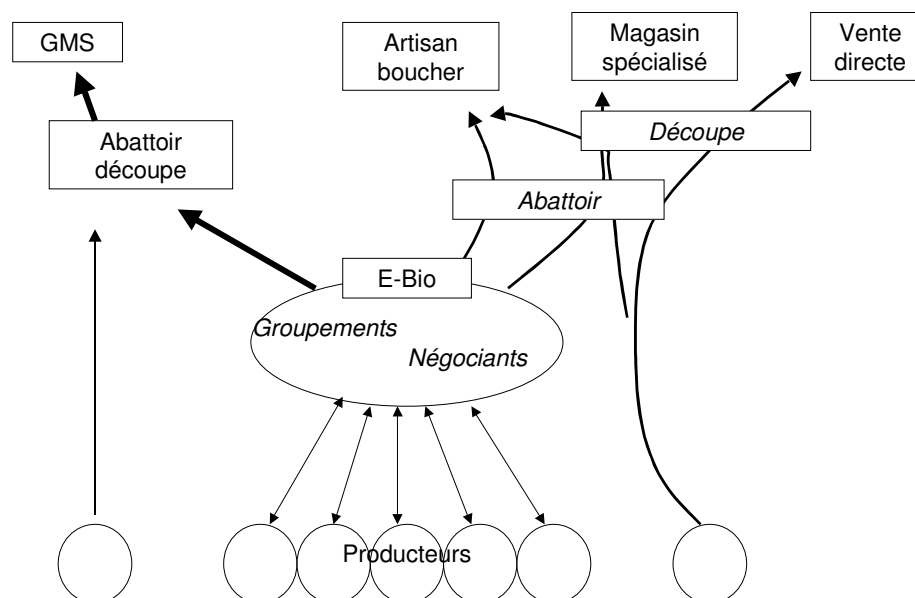 GMS
Artisan
boucher
Magasin
spécialisé
Vente
directe
Abattoir
découpe
Découpe
Abattoir
E-Bio
Groupements
Négociants
Producteurs